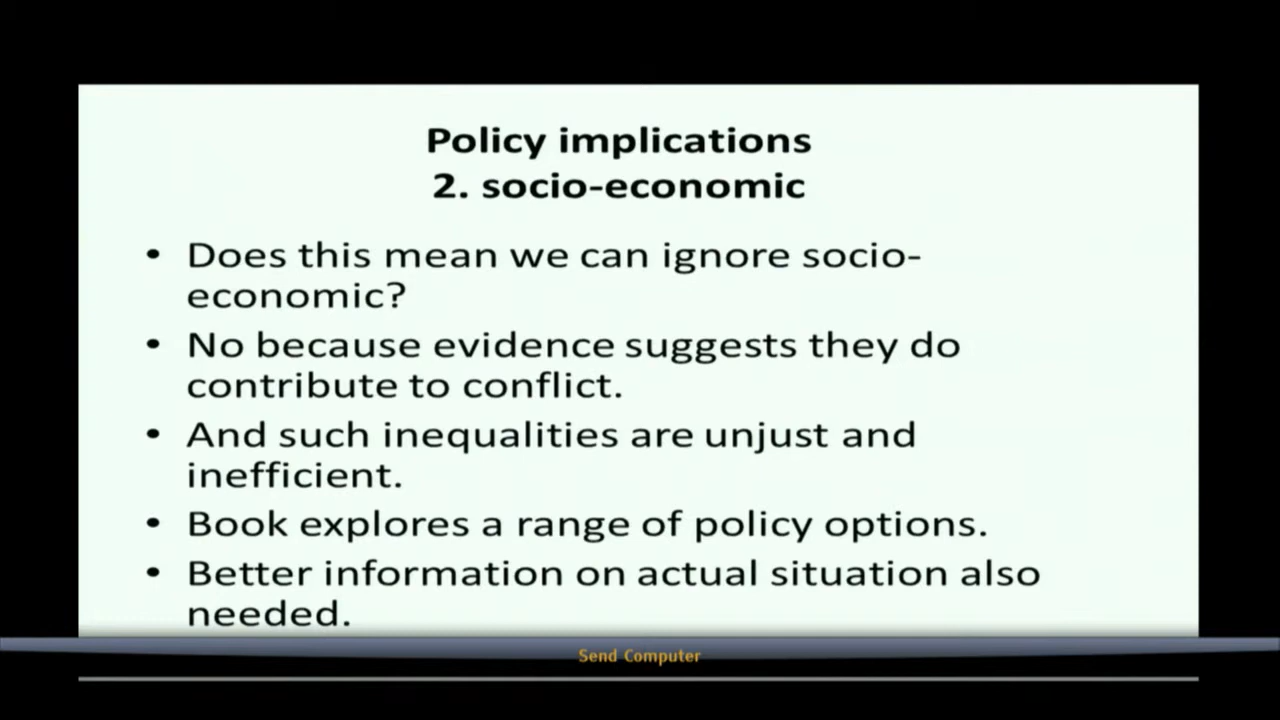 Policy implications
2. socio-economic
• Does this mean we can ignore socio-
economic?
• No because evidence suggests they do
contribute to conflict.
• And such inequalities are unjust and
inefficient.
• Book explores a range of policy options.
• Better information on actual situation also
needed.
Send Computer